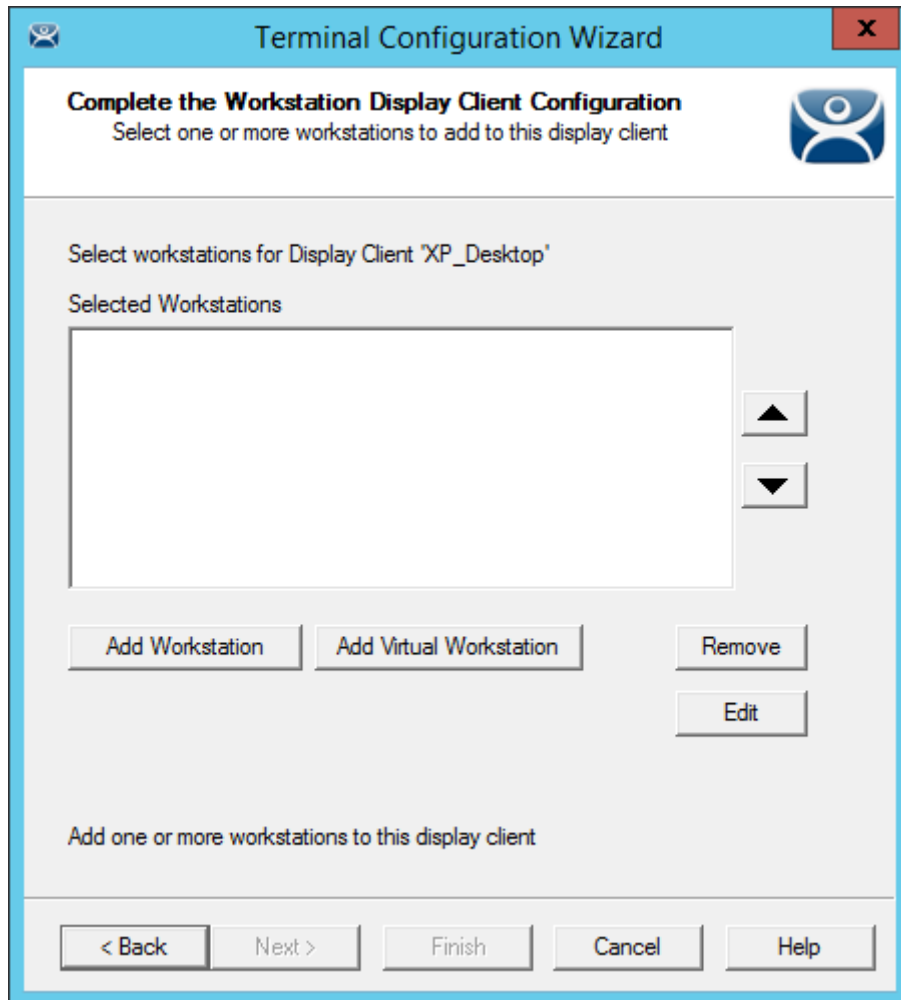 Terminal Configuration Wizard
x
Complete the Workstation Display Client Configuration
Select one or more workstations to add to this display client
Select workstations for Display Client 'XP_Desktop'
Selected Workstations
Add Workstation
Add Virtual Workstation
Remove
Edit
Add one or more workstations to this display client
< Back
Next >
Finish
Cancel
Help